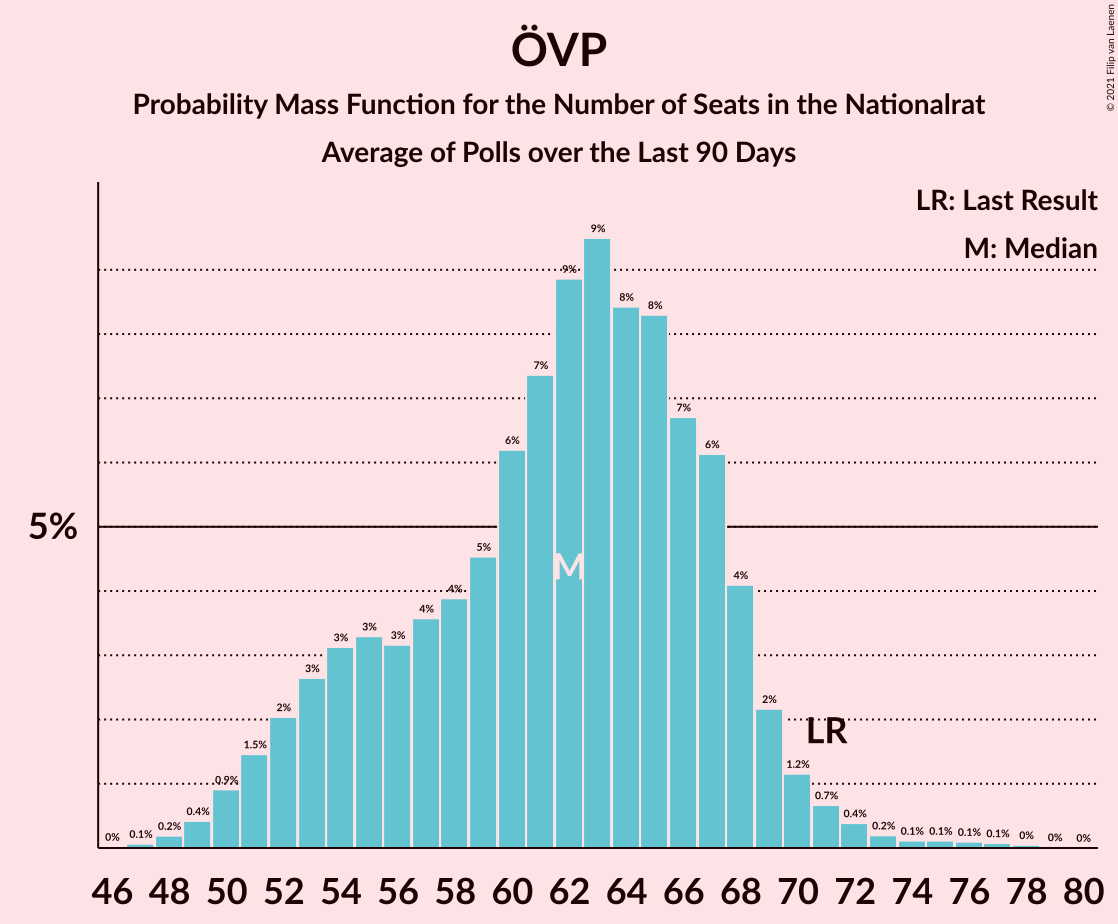 ÖVP
Probability Mass Function for the Number of Seats in the Nationalrat
Average of Polls over the Last 90 Days
© 2021 Filip van Laenen
LR: Last Result
M: Median
5%
0% 0.1% 0.2% 0.4% 0.9% 1.5% 2% 3% 3% 3% 3% 4% 4% 5% 6% 7% 9% 9% 8% 8% 7% 6% 4% 2% 1.2% 0.7% 0.4% 0.2% 0.1% 0.1% 0.1% 0.1% 0% 0% 0%
M
LR
46 48 50 52 54 56 58 60 62 64 66 68 70 72 74 76 78 80